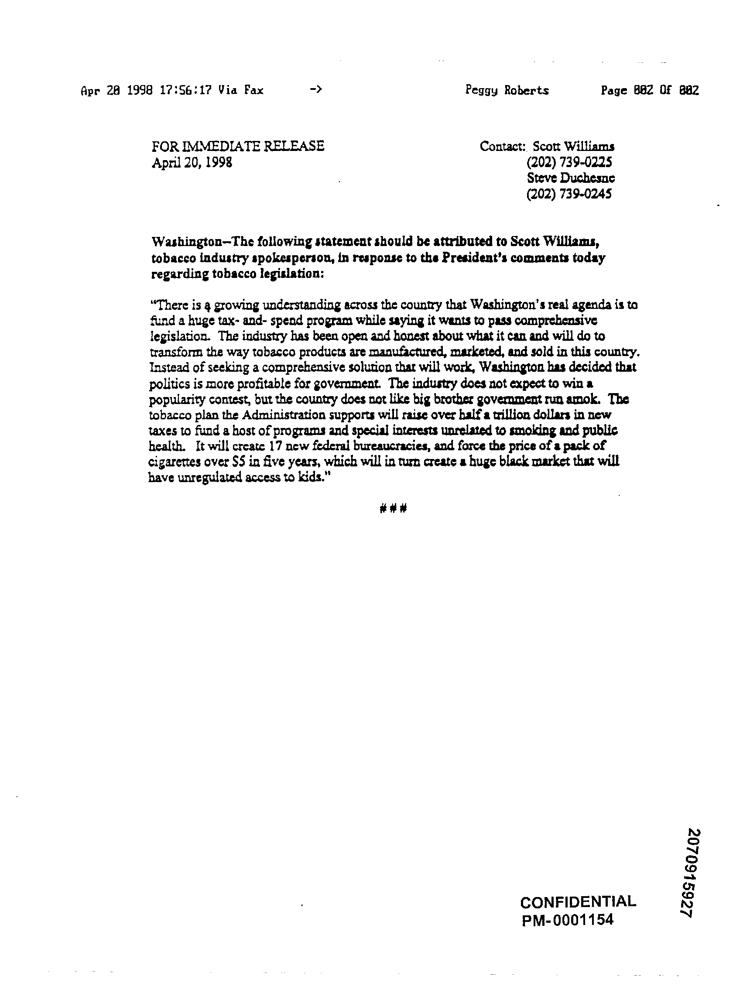 Apr 20 1998 17:56:17 Via Fax -> Peggy Roberts Page 002 Of 002
FOR IMMEDIATE RELEASE Contact: Scott Williams
April 20, 1998 (202) 739-0225
Steve Duchesne
(202) 739-0245
Washington--The following statement should be attributed to Scott Williams,
tobacco industry spokesperson, in response to the President's comments today
regarding tobacco legislation:
"There is a growing understanding across the country that Washington's real agenda is to
fund a huge tax- and- spend program while saying it wants to pass comprehensive
legislation. The industry has been open and honest about what it can and will do to
transform the way tobacco products are manufactured, marketed, and sold in this country.
Instead of seeking a comprehensive solution that will work, Washington has decided that
politics is more profitable for government. The industry does not expect to win a
popularity contest, but the country does not like big brother government run amok. The
tobacco plan the Administration supports will raise over half a trillion dollars in new
taxes to fund a host of programs and special interests unrelated to smoking and public
health. It will create 17 new federal bureaucracies, and force the price of a pack of
cigarettes over $5 in five years, which will in turn create a huge black market that will
have unregulated access to kids."
# # #
2070915927
CONFIDENTIAL
PM-0001154